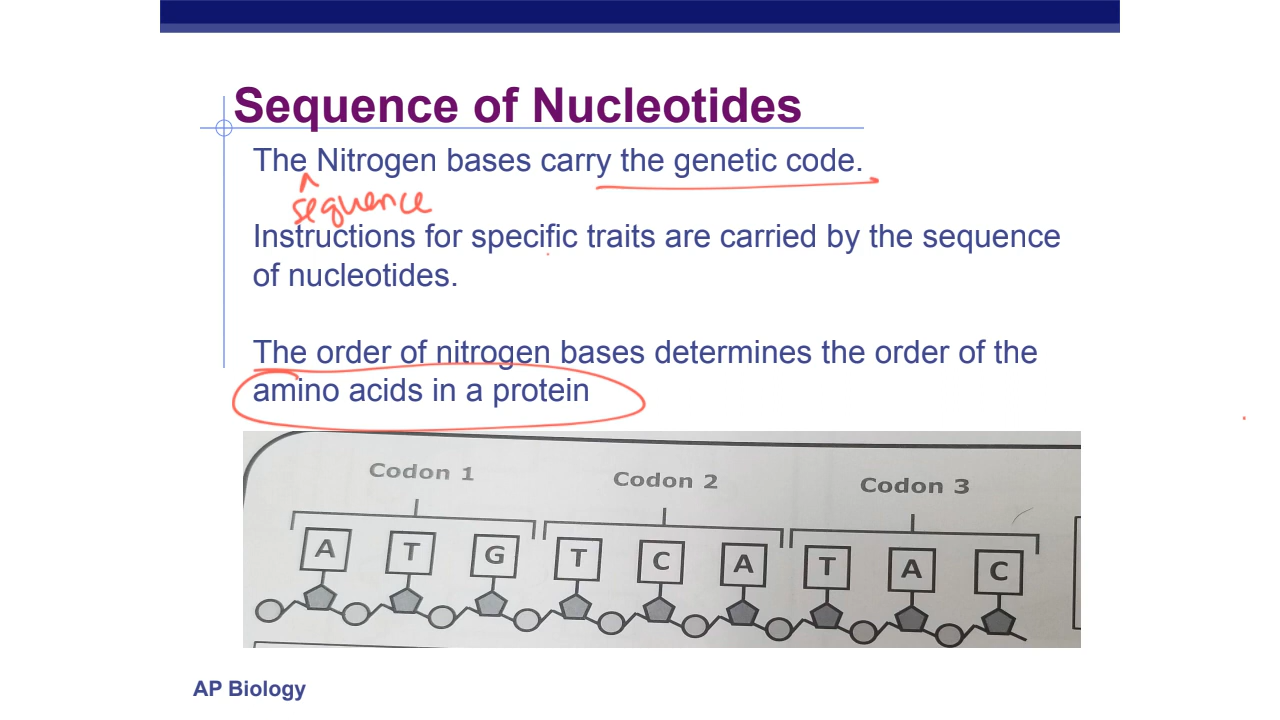 Sequence of Nucleotides
The Nitrogen bases carry the genetic code.
^
sequence
Instructions for specific traits are carried by the sequence
of nucleotides.
The order of nitrogen bases determines the order of the
amino acids in a protein
Codon 1 Codon 2 Codon 3
A T G T C A T A C
AP Biology